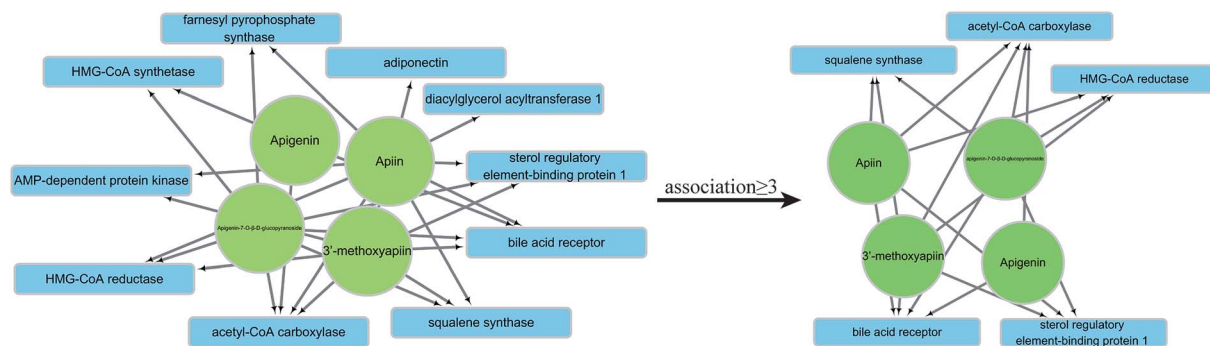 farnesyl pyrophosphate
synthase
HMG-CoA synthetase
adiponectin
diacylglycerol acyltransferase 1
Apigenin
Apiin
AMP-dependent protein kinase
sterol regulatory
element-binding protein 1
Apigenin-7-O-β-D-glucopyranoside
3'-methoxyapiin
bile acid receptor
HMG-CoA reductase
acetyl-CoA carboxylase
squalene synthase
association≥3
acetyl-CoA carboxylase
squalene synthase
HMG-CoA reductase
Apiin
apigenin-7-O-β-D-glucopyranoside
3'-methoxyapiin
Apigenin
bile acid receptor
sterol regulatory
element-binding protein 1